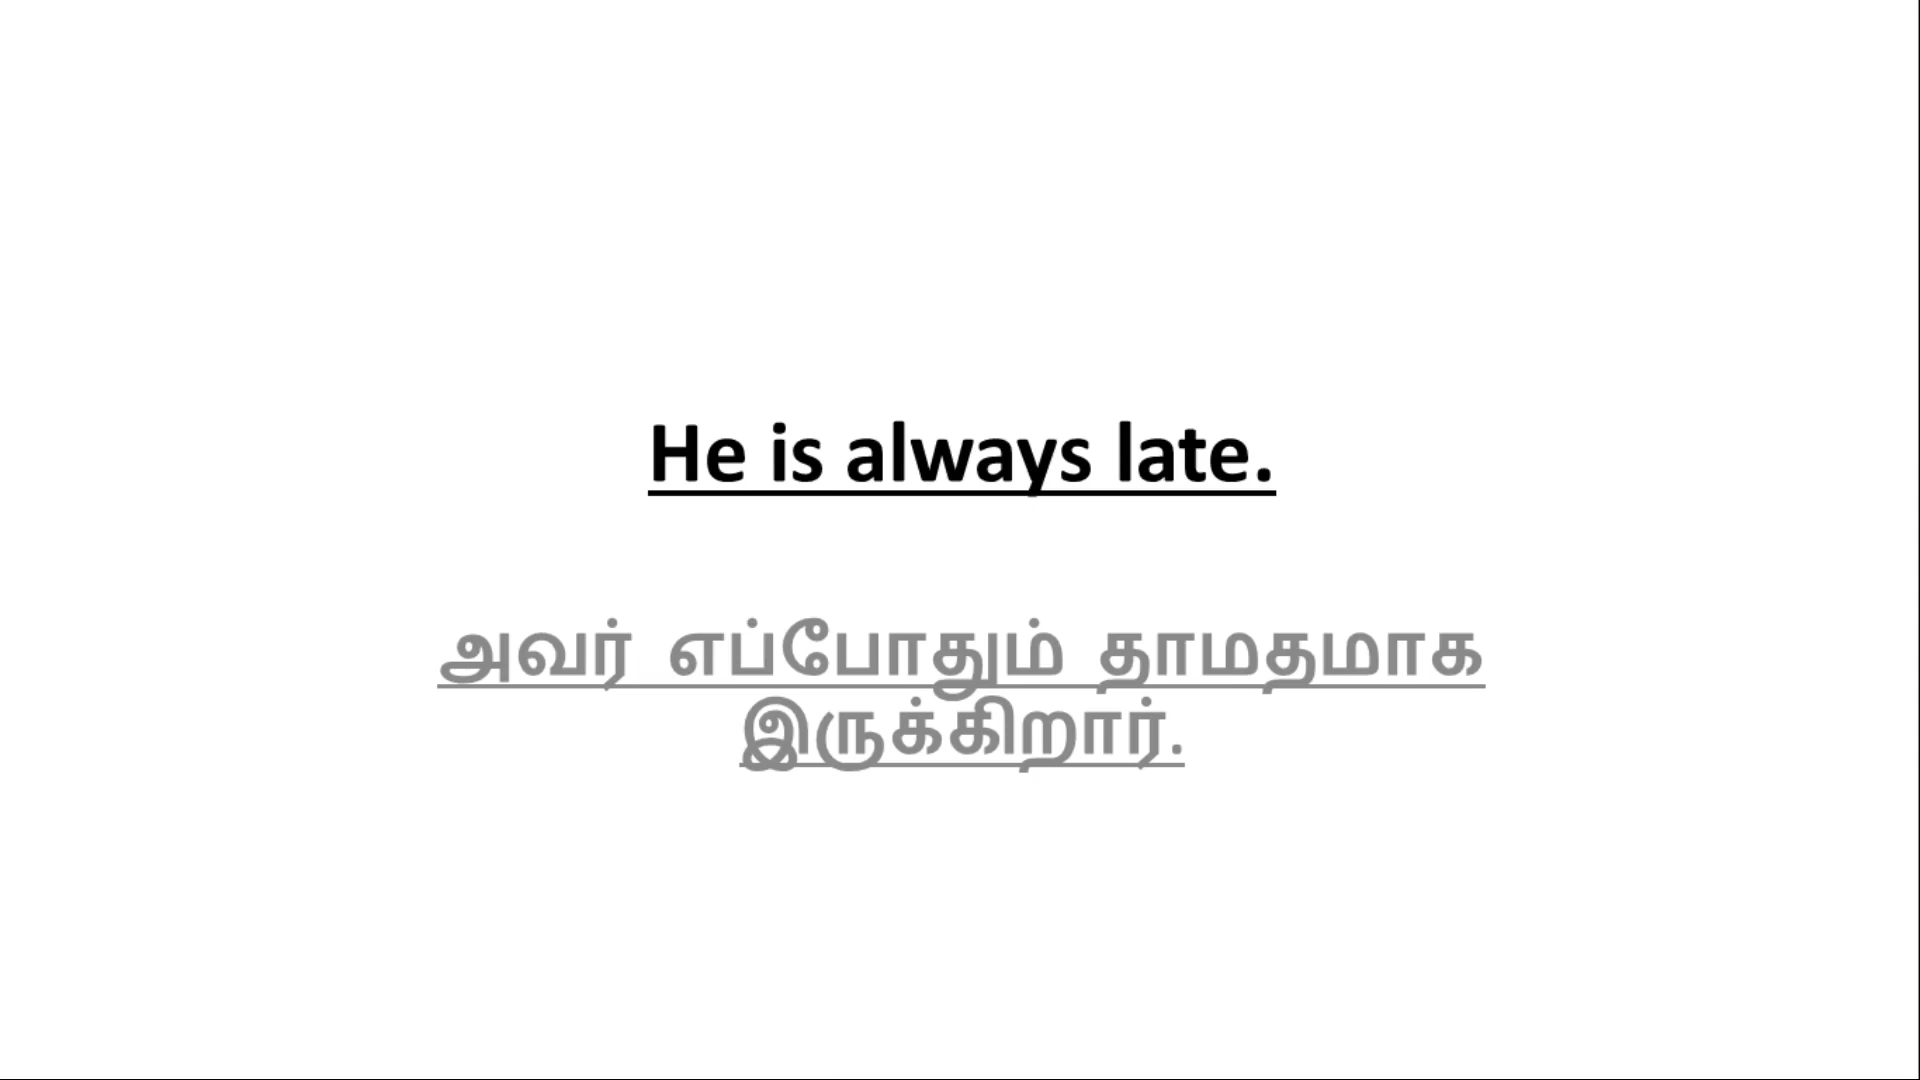 He is always late.
அவர் எப்போதும் தாமதமாக
இருக்கிறார்.